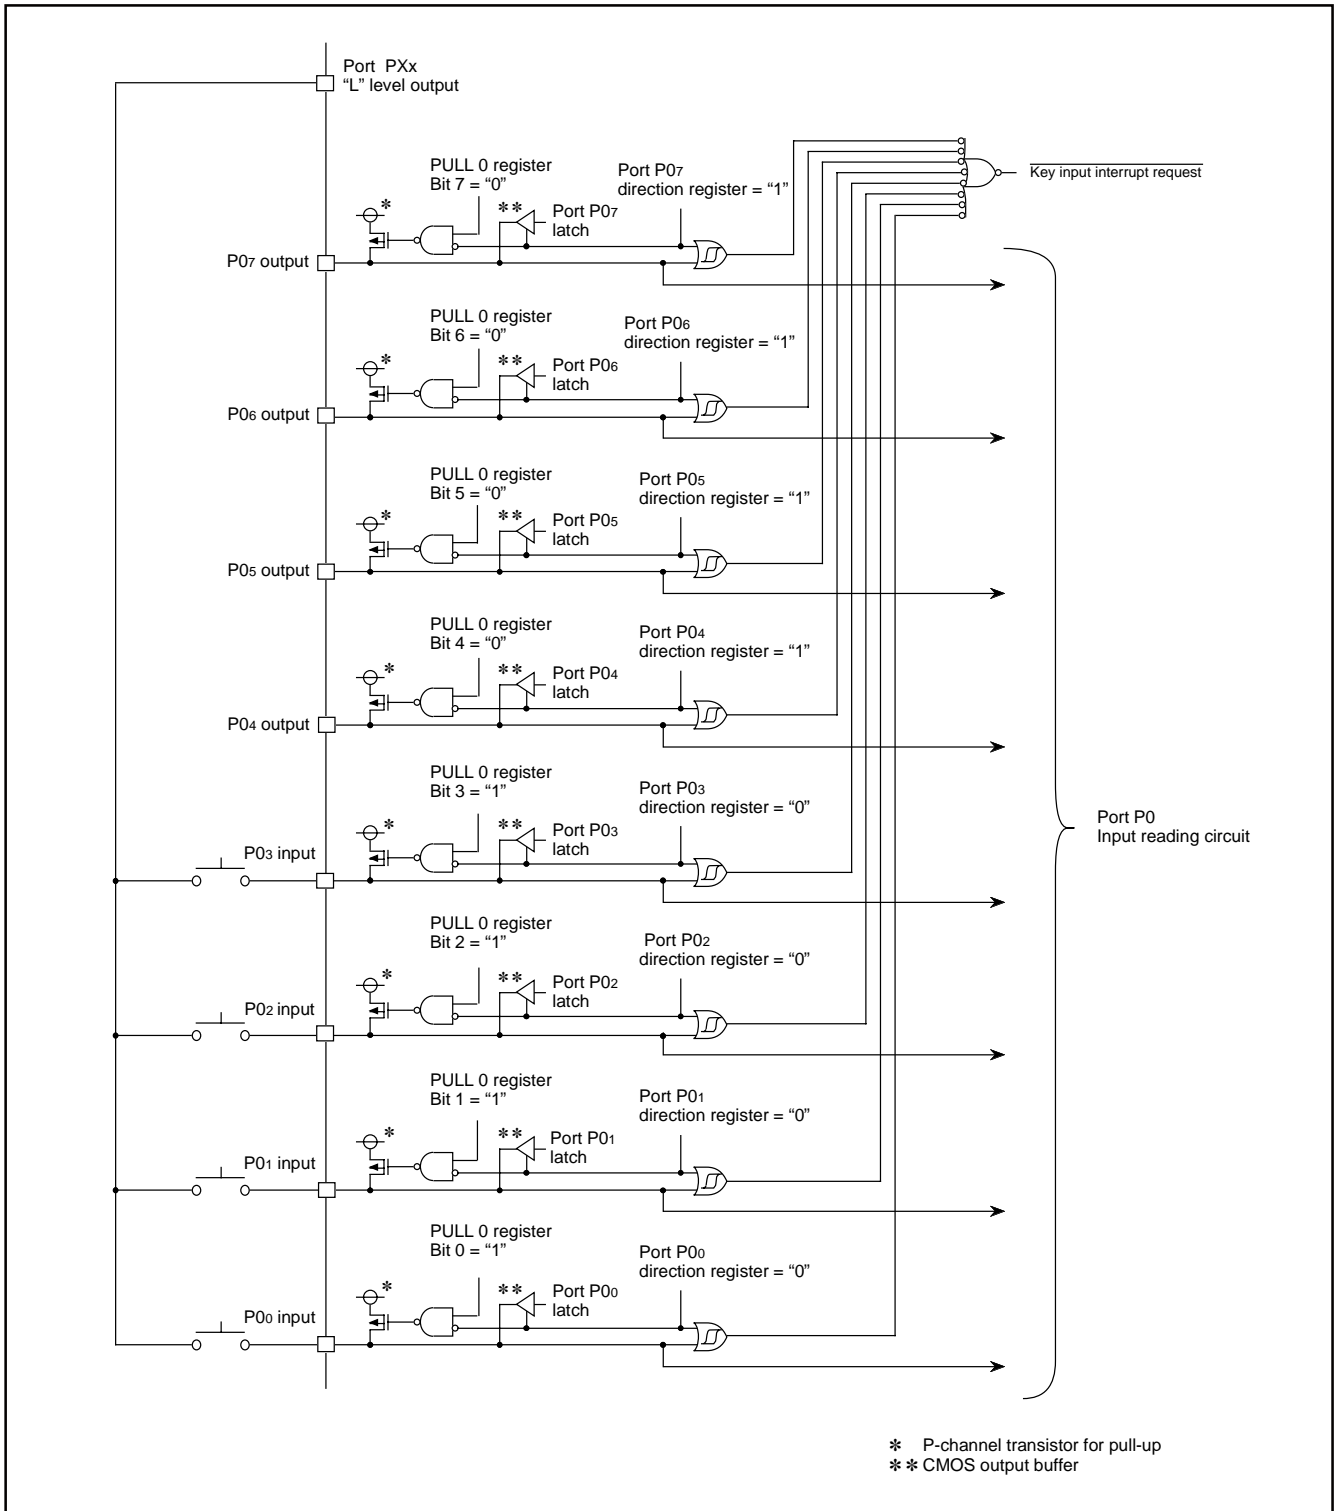 Port PXx
“L” level output
PULL 0 register
Bit 7 = “0”
Port P07
direction register = “1”
Key input interrupt request
*
**
Port P07
latch
P07 output
PULL 0 register
Bit 6 = “0”
Port P06
direction register = “1”
*
**
Port P06
latch
P06 output
PULL 0 register
Bit 5 = “0”
Port P05
direction register = “1”
*
**
Port P05
latch
P05 output
PULL 0 register
Bit 4 = “0”
Port P04
direction register = “1”
*
**
Port P04
latch
P04 output
PULL 0 register
Bit 3 = “1”
Port P03
direction register = “0”
*
**
Port P03
latch
P03 input
Port P0
Input reading circuit
PULL 0 register
Bit 2 = “1”
Port P02
direction register = “0”
*
**
Port P02
latch
P02 input
PULL 0 register
Bit 1 = “1”
Port P01
direction register = “0”
*
**
Port P01
latch
P01 input
PULL 0 register
Bit 0 = “1”
Port P00
direction register = “0”
*
**
Port P00
latch
P00 input
* P-channel transistor for pull-up
** CMOS output buffer